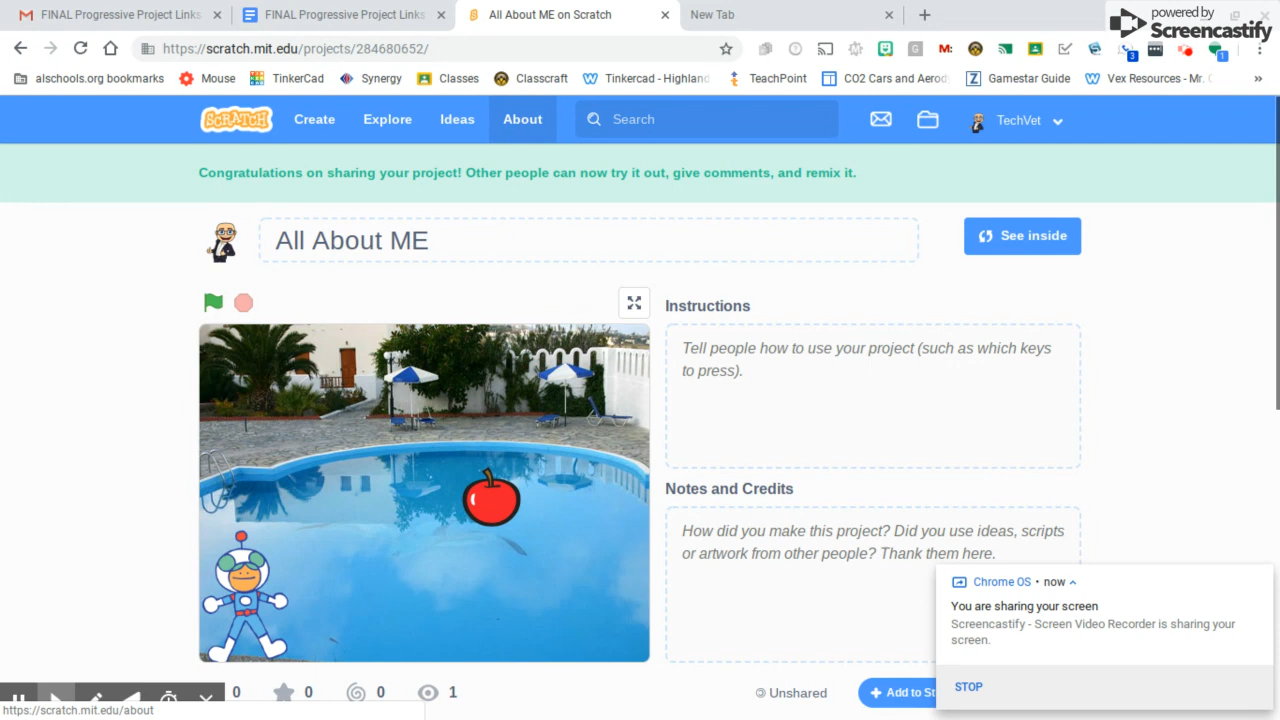 FINAL Progressive Project Links
FINAL Progressive Project Links
All About ME on Scratch
New Tab
powered by
Screencastify
https://scratch.mit.edu/projects/284680652/
G
M:
3
1
alschools.org bookmarks
Mouse
TinkerCad
Synergy
Classes
Classcraft
Tinkercad - Highland
TeachPoint
CO2 Cars and Aerod
Gamestar Guide
Vex Resources - Mr. C
»
SCRATCH
Create
Explore
Ideas
About
Search
TechVet
Congratulations on sharing your project! Other people can now try it out, give comments, and remix it.
All About ME
See inside
Instructions
Tell people how to use your project (such as which keys
to press).
Notes and Credits
How did you make this project? Did you use ideas, scripts
or artwork from other people? Thank them here.
Chrome OS • now
You are sharing your screen
Screencastify - Screen Video Recorder is sharing your
screen.
STOP
0
0
0
1
Unshared
Add to St
https://scratch.mit.edu/about